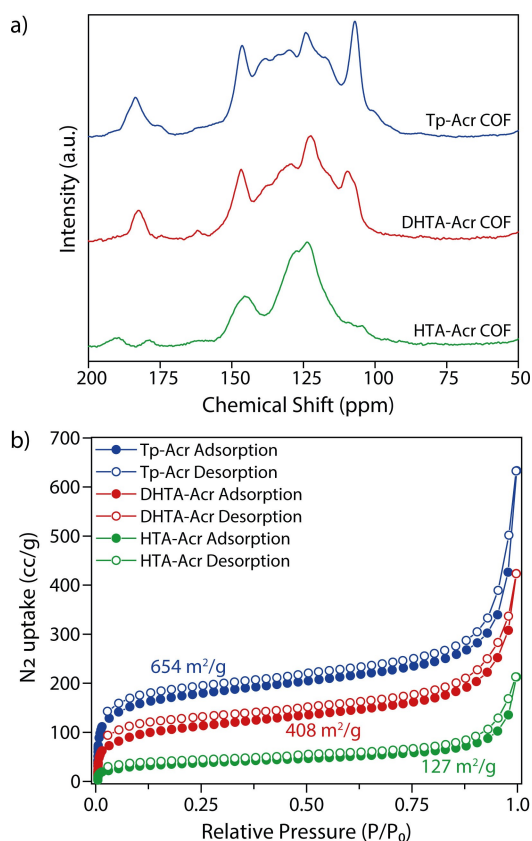 a)
Intensity (a.u.)
Tp-Acr COF
DHTA-Acr COF
HTA-Acr COF
200 175 150 125 100 75 50
Chemical Shift (ppm)
b)
700
600
500
400
300
200
100
0
N2 uptake (cc/g)
Tp-Acr Adsorption
Tp-Acr Desorption
DHTA-Acr Adsorption
DHTA-Acr Desorption
HTA-Acr Adsorption
HTA-Acr Desorption
654 m²/g
408 m²/g
127 m²/g
0.0 0.25 0.50 0.75 1.0
Relative Pressure (P/P₀)